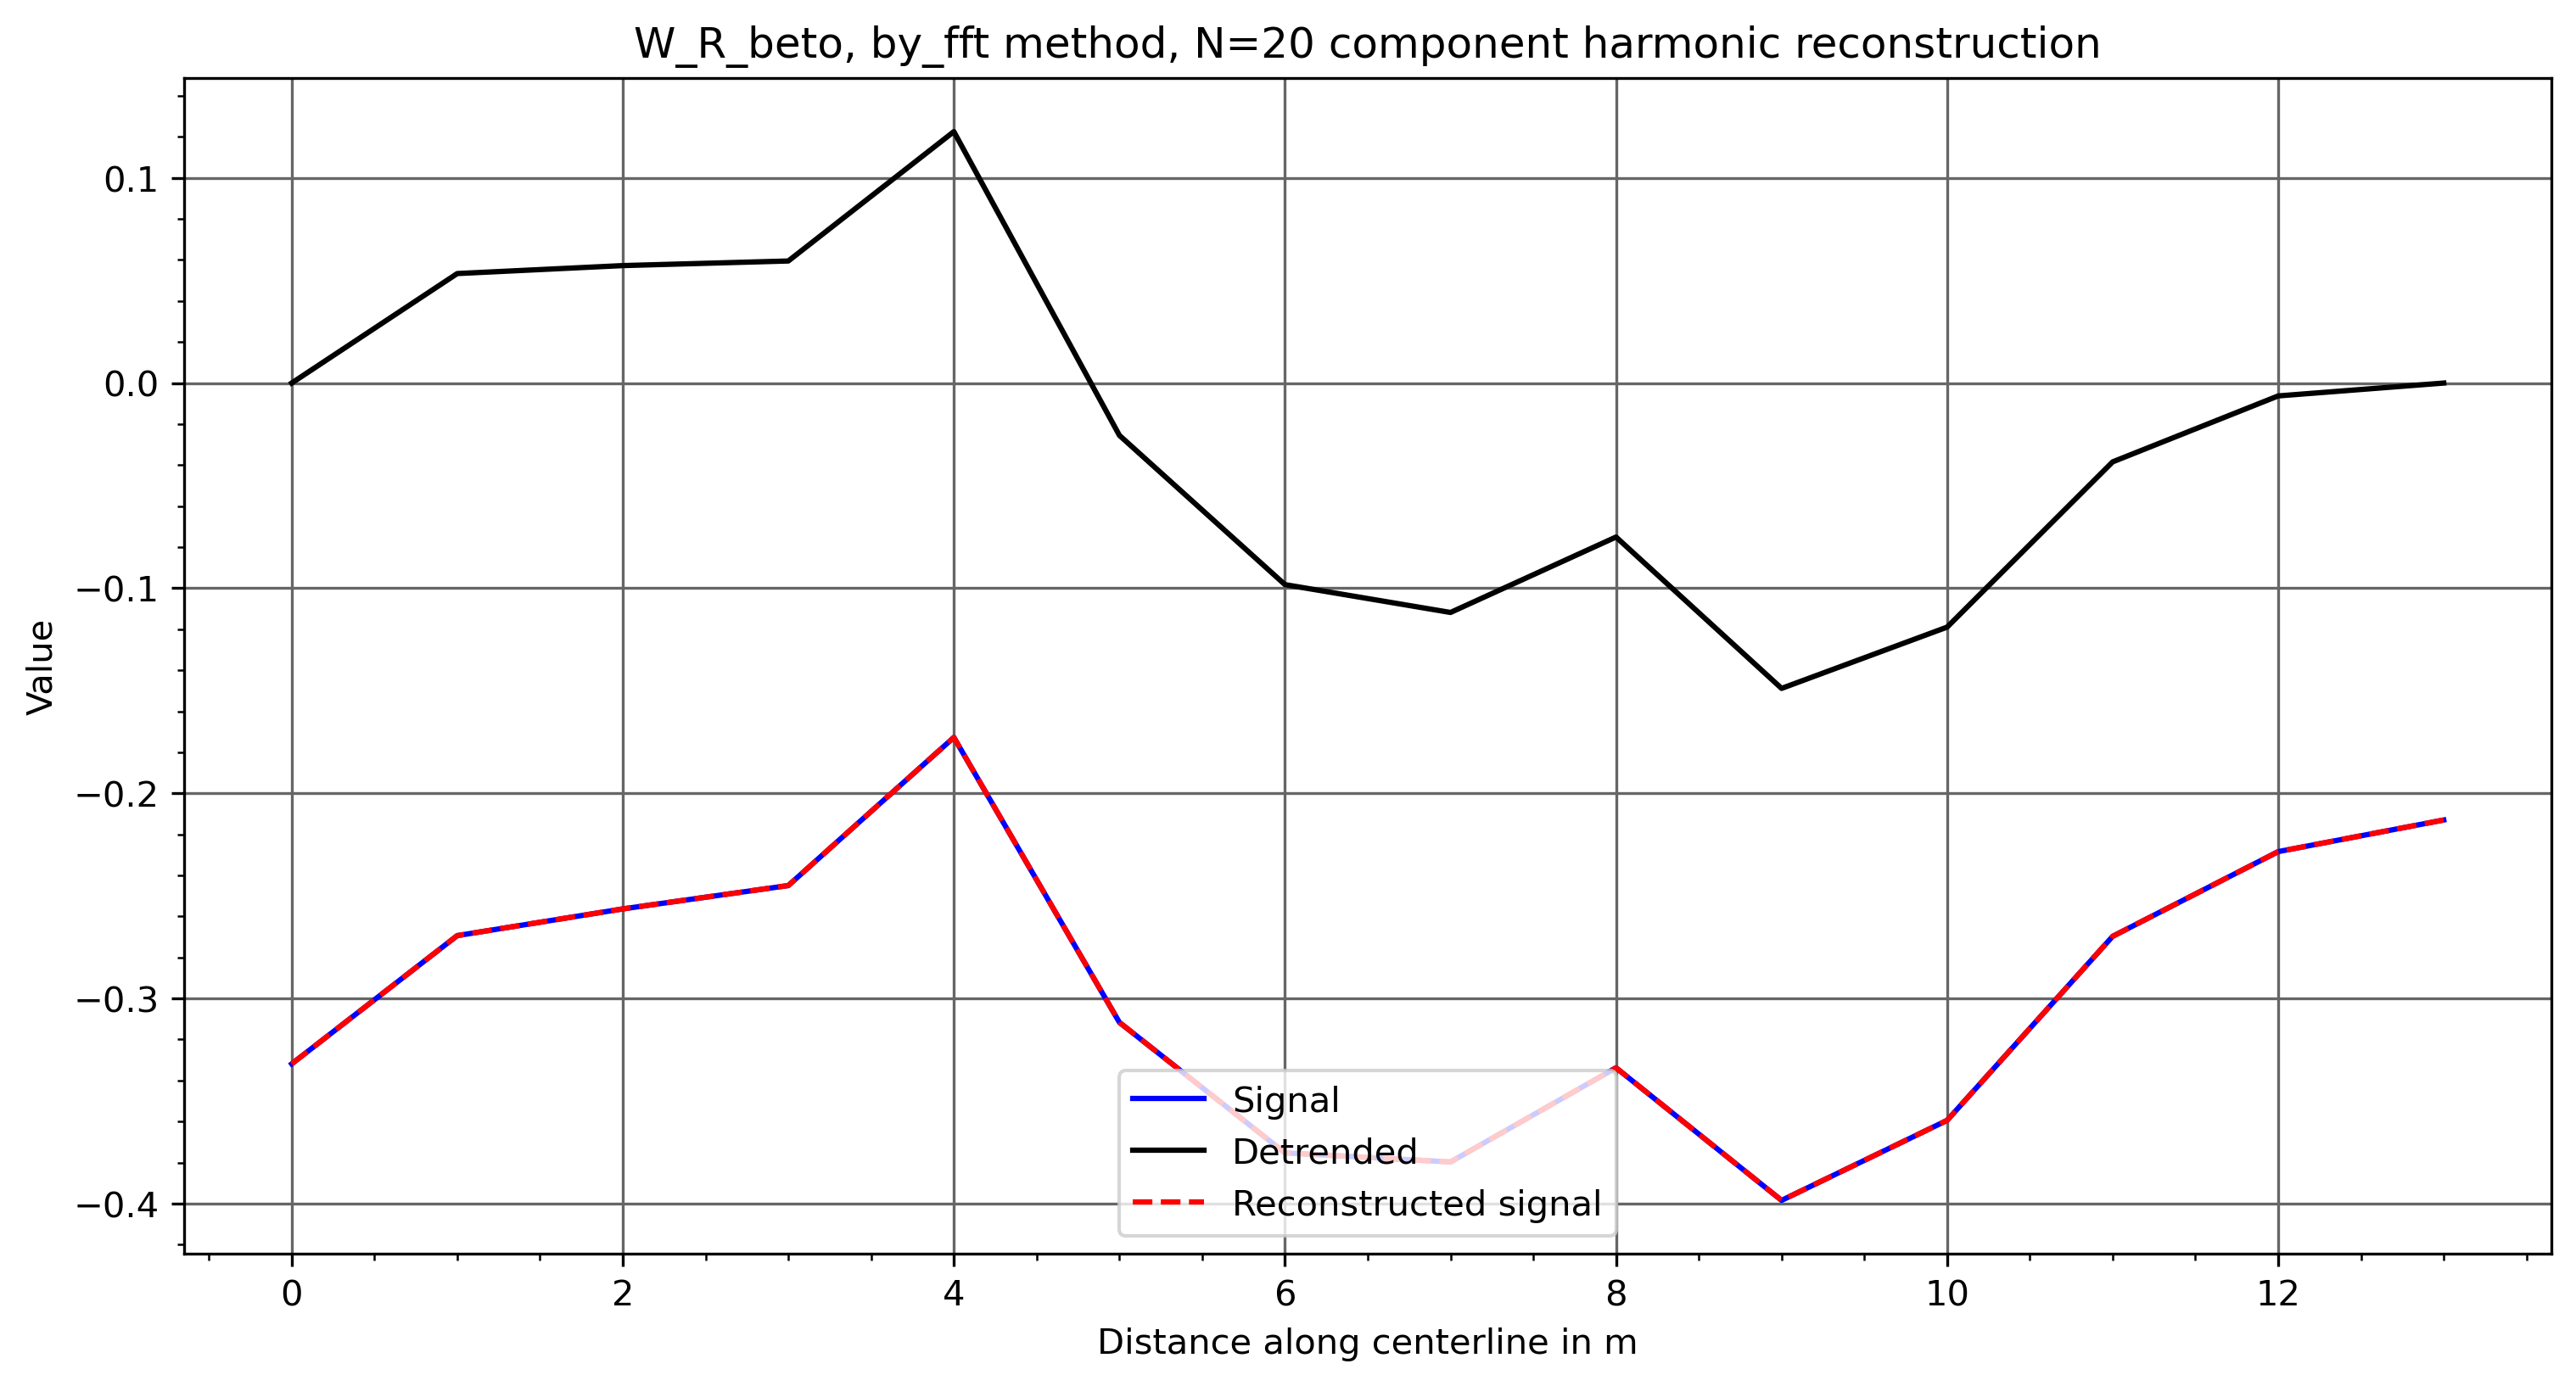 W_R_beto, by_fft method, N=20 component harmonic reconstruction
Value
0.1
0.0
−0.1
−0.2
−0.3
−0.4
Signal
Detrended
Reconstructed signal
0 2 4 6 8 10 12
Distance along centerline in m